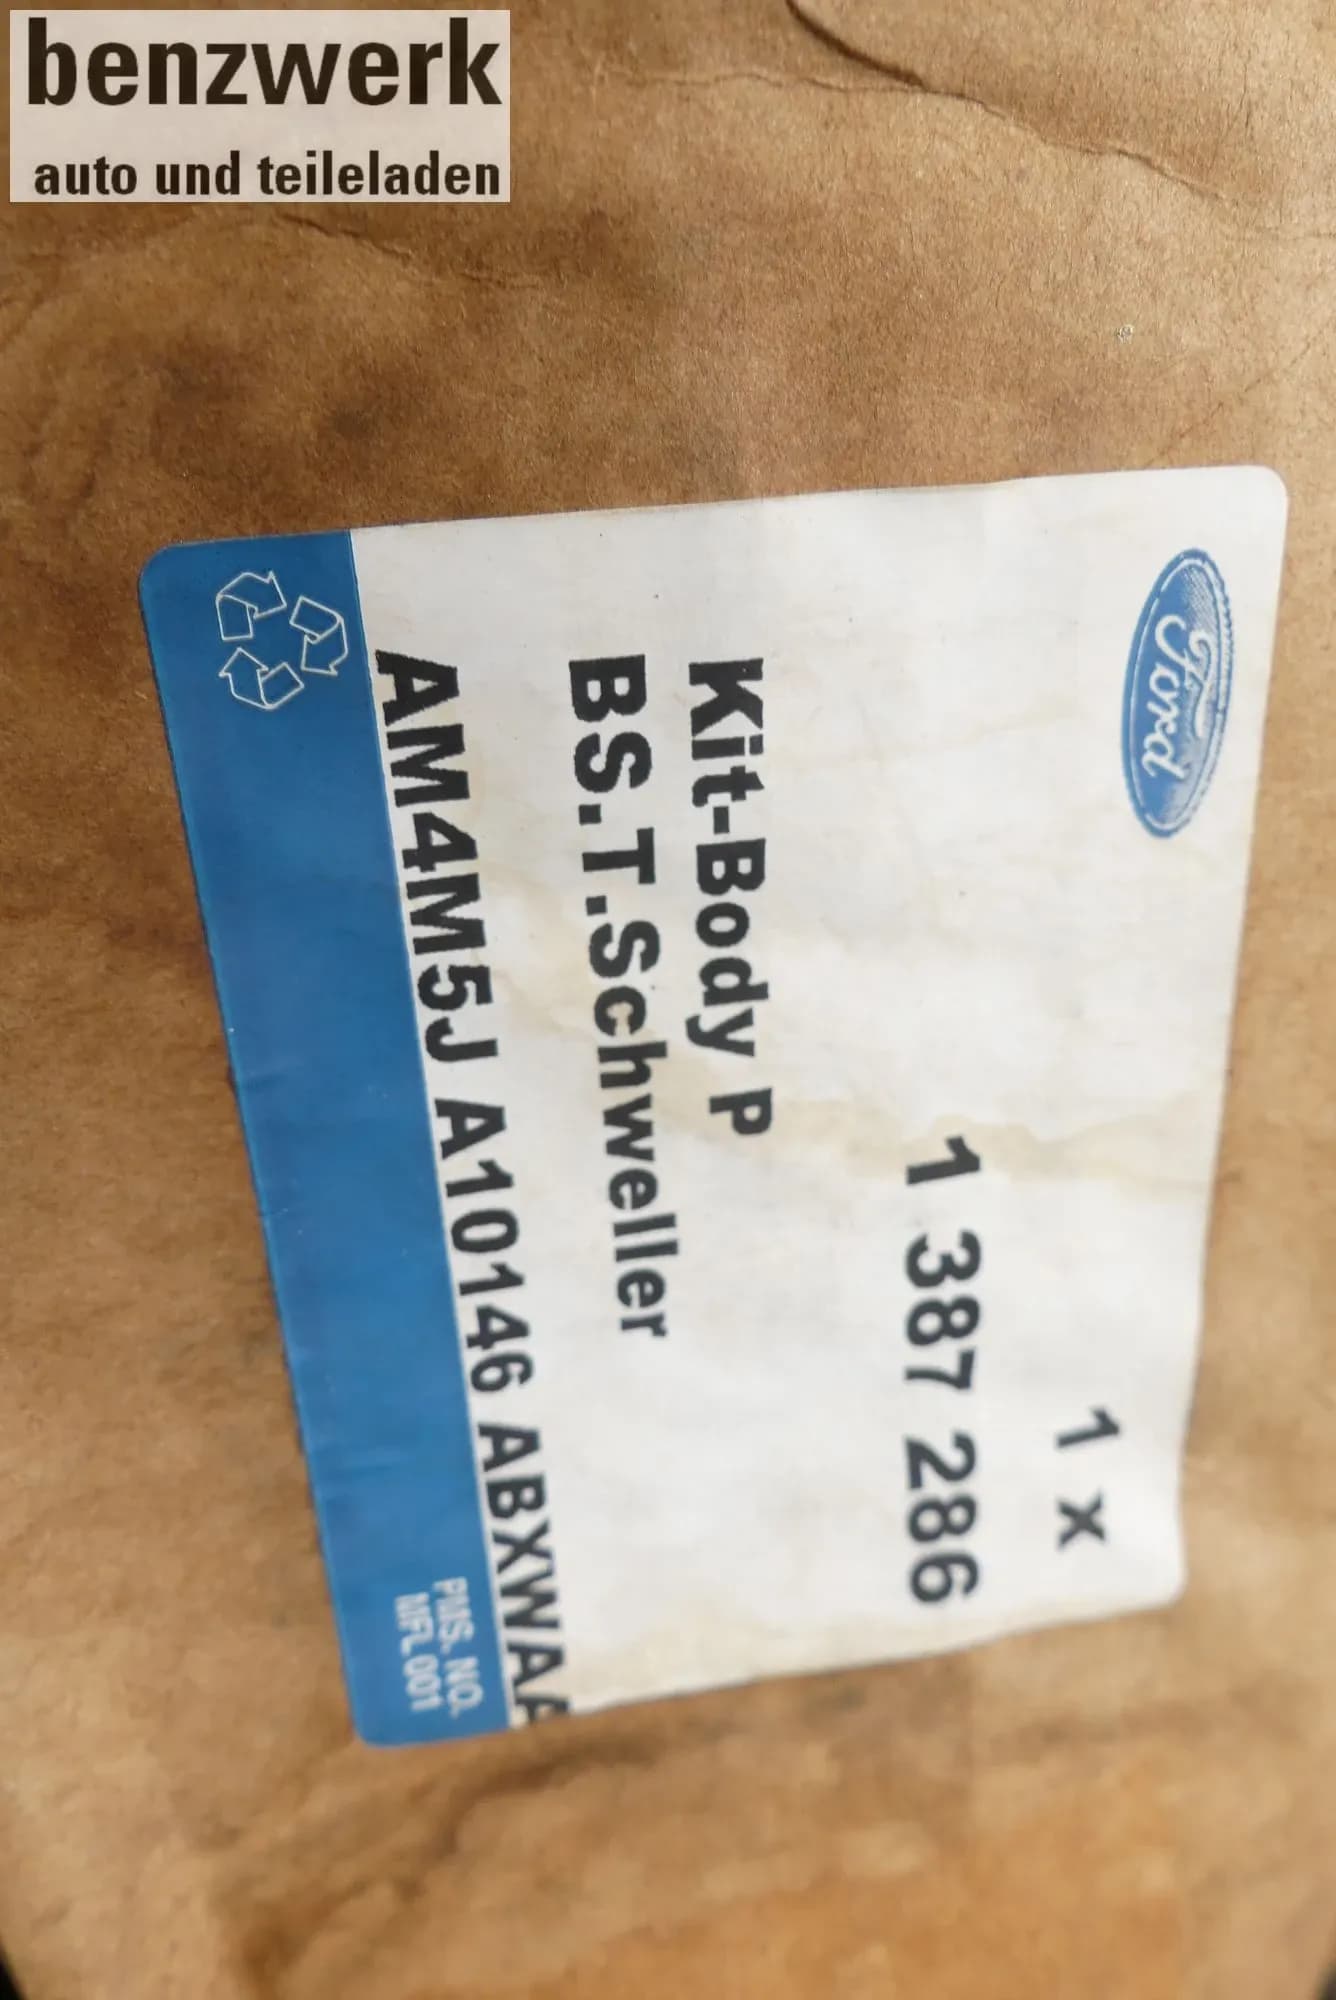 benzwerk
auto und teileladen
Ford
1 x
1 387 286
Kit-Body P
BS.T.Schweller
AM4M5J A10146 ABXWAA
PMS. NO.
MFL 001